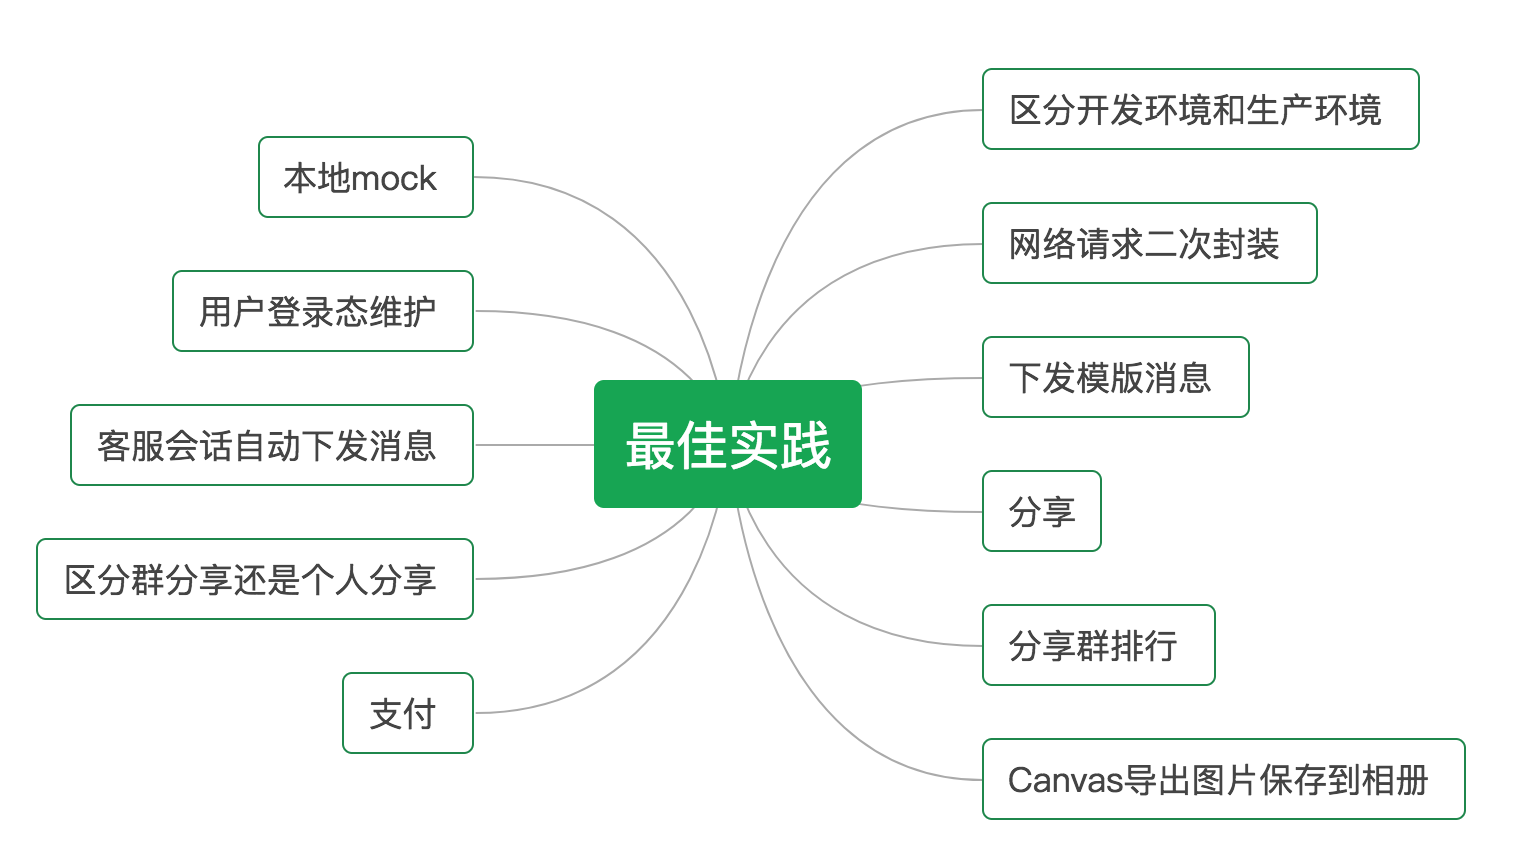 最佳实践
区分开发环境和生产环境
网络请求二次封装
下发模版消息
分享
分享群排行
Canvas导出图片保存到相册
本地mock
用户登录态维护
客服会话自动下发消息
区分群分享还是个人分享
支付